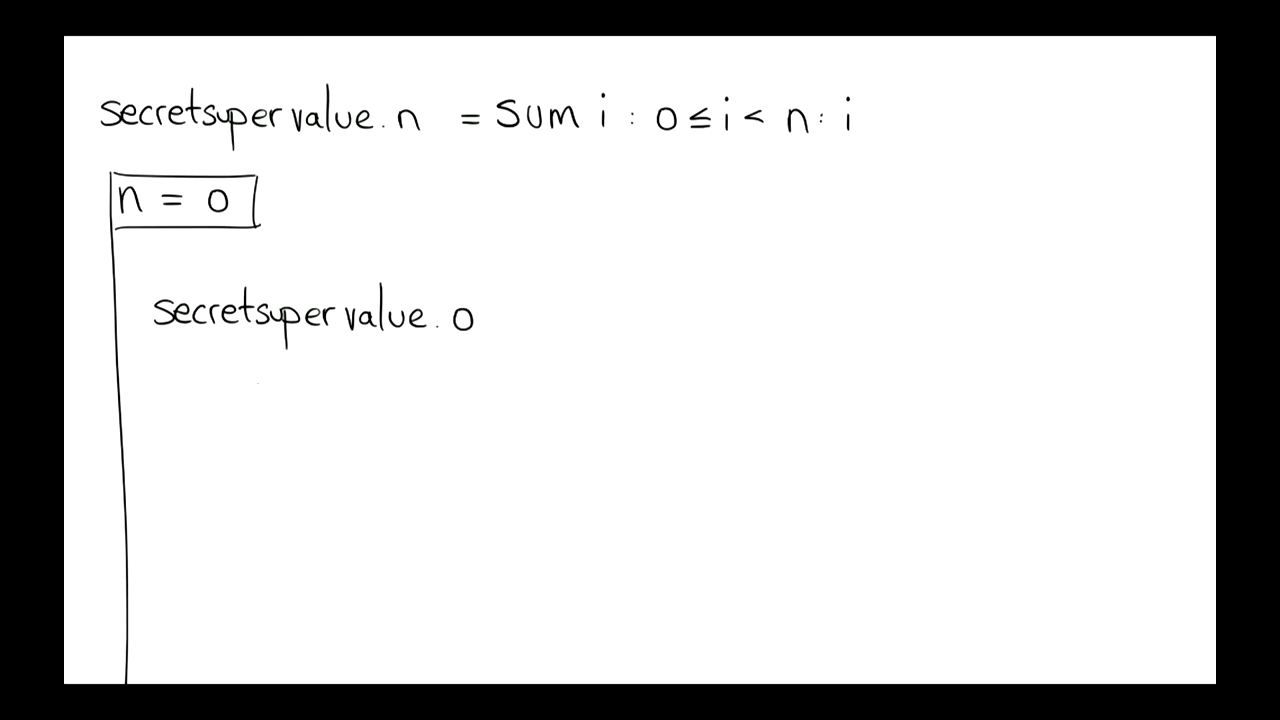 secretsupervalue.n = sum i : 0 ≤ i < n : i
n = 0
secretsupervalue.0